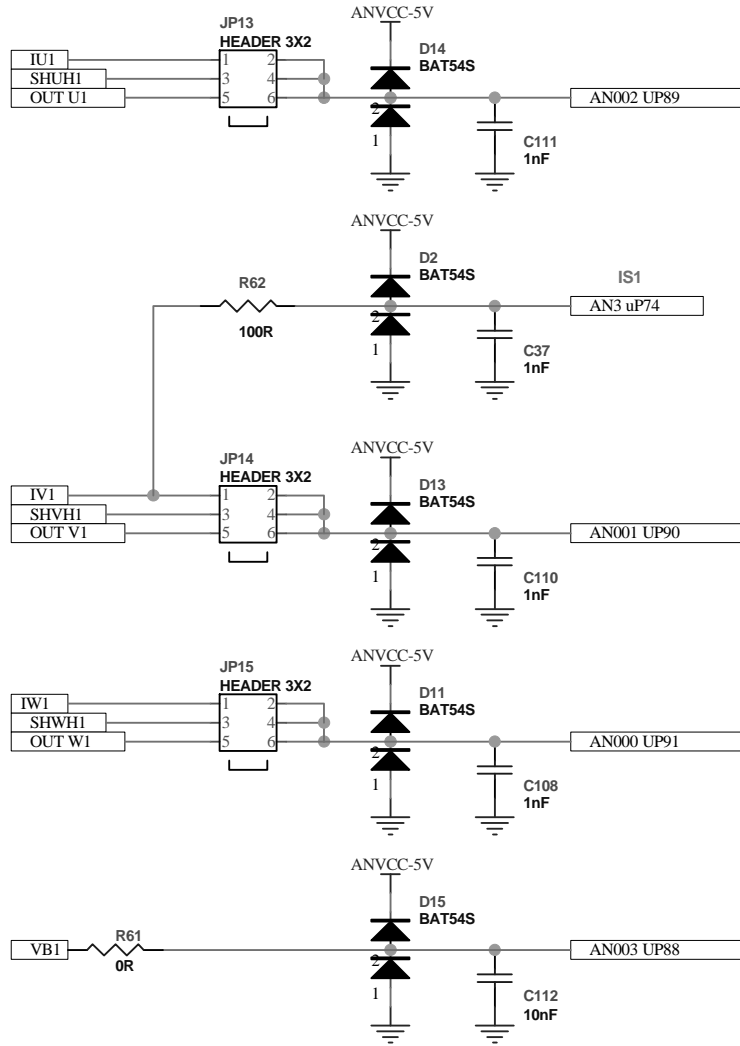 ANVCC-5V
JP13
HEADER 3X2
D14
BAT54S
IU1
1 2
SHUH1
3 4
OUT U1
5 6
2
AN002 UP89
1
C111
1nF
ANVCC-5V
D2
BAT54S
IS1
R62
2
AN3 uP74
100R
1
C37
1nF
ANVCC-5V
JP14
HEADER 3X2
D13
BAT54S
IV1
1 2
SHVH1
3 4
OUT V1
5 6
2
AN001 UP90
1
C110
1nF
ANVCC-5V
JP15
HEADER 3X2
D11
BAT54S
IW1
1 2
SHWH1
3 4
OUT W1
5 6
2
AN000 UP91
1
C108
1nF
ANVCC-5V
D15
BAT54S
R61
VB1
2
AN003 UP88
0R
1
C112
10nF